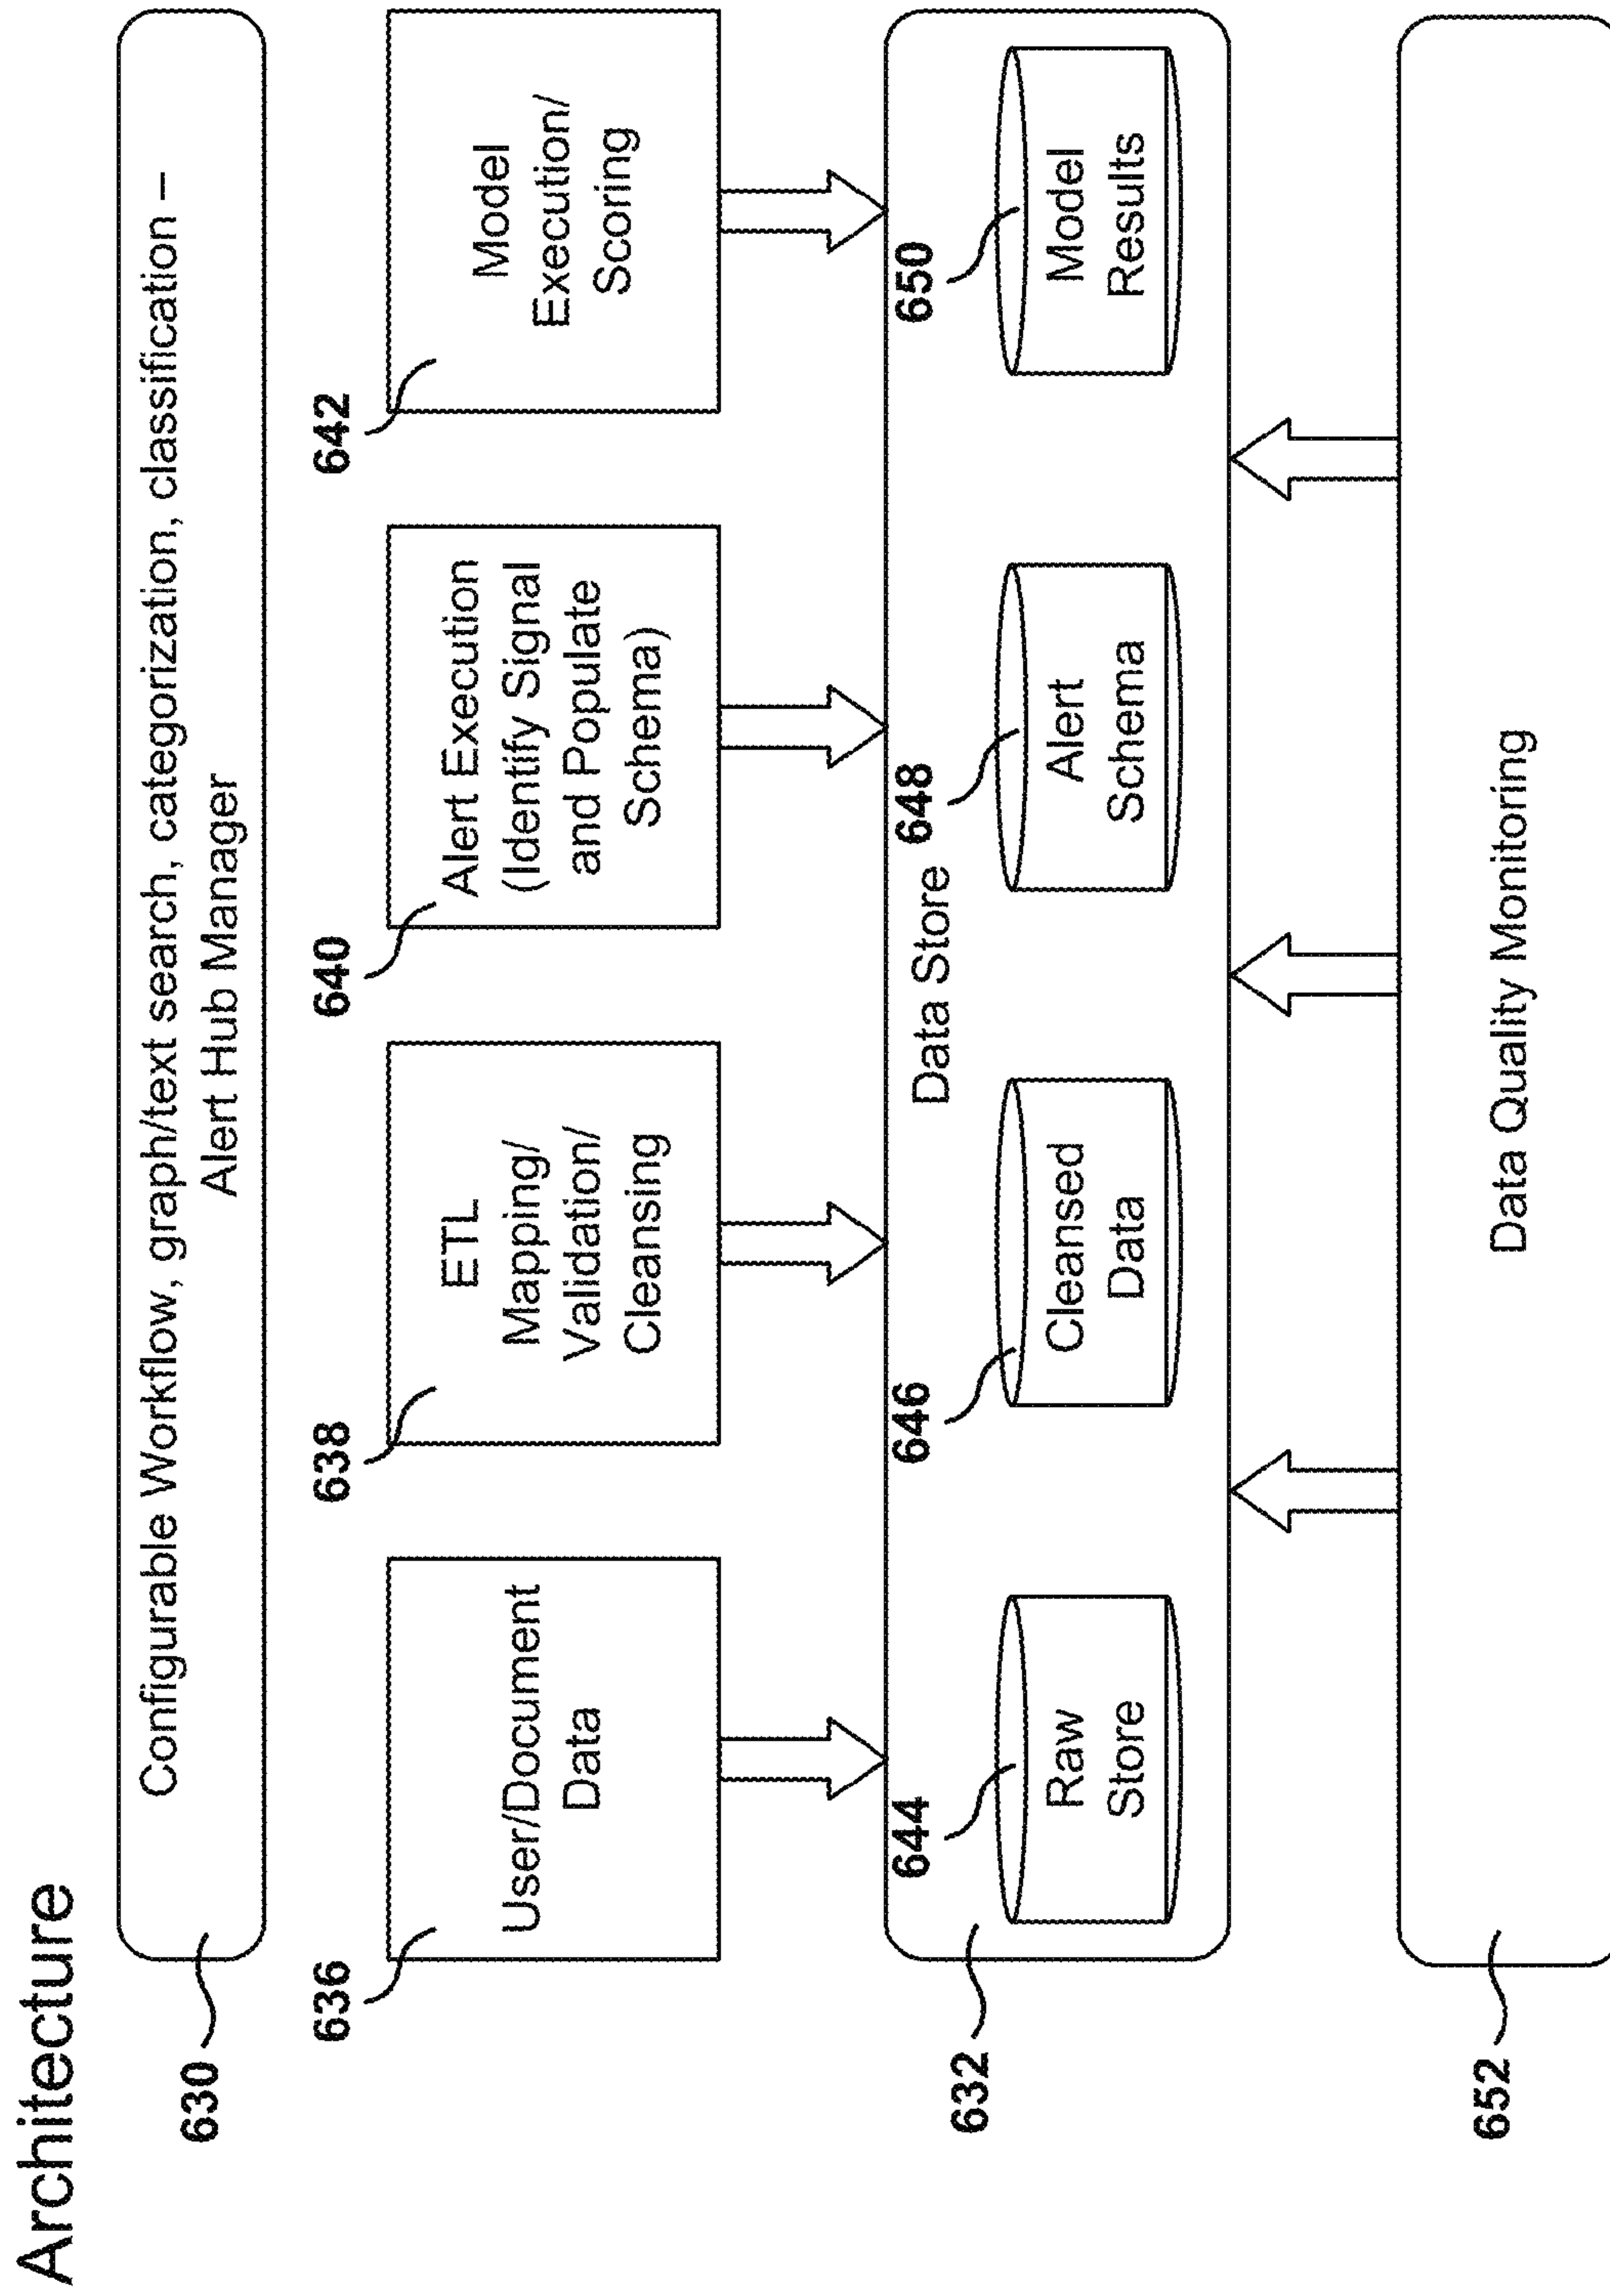 Architecture
630
Configurable Workflow, graph/text search, categorization, classification –
Alert Hub Manager
636
User/Document
Data
638
ETL
Mapping/
Validation/
Cleansing
640
Alert Execution
(Identify Signal
and Populate
Schema)
642
Model
Execution/
Scoring
632
Data Store
644
Raw
Store
646
Cleansed
Data
648
Alert
Schema
650
Model
Results
652
Data Quality Monitoring